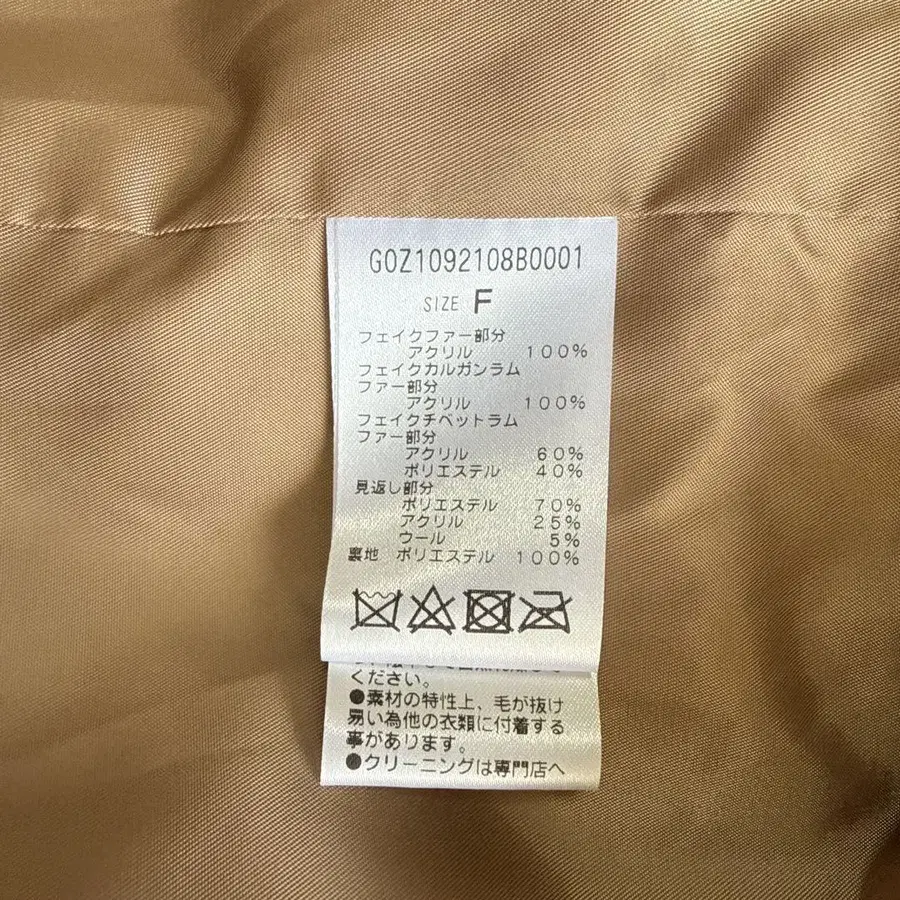 G0Z1092108B0001
SIZE F
フェイクファー部分
アクリル 100%
フェイクカルガンラム
ファー部分
アクリル 100%
フェイクチベットラム
ファー部分
アクリル 60%
ポリエステル 40%
見返し部分
ポリエステル 70%
アクリル 25%
ウール 5%
裏地 ポリエステル 100%
ください。
●素材の特性上、毛が抜け
易い為他の衣類に付着する
事があります。
●クリーニングは専門店へ